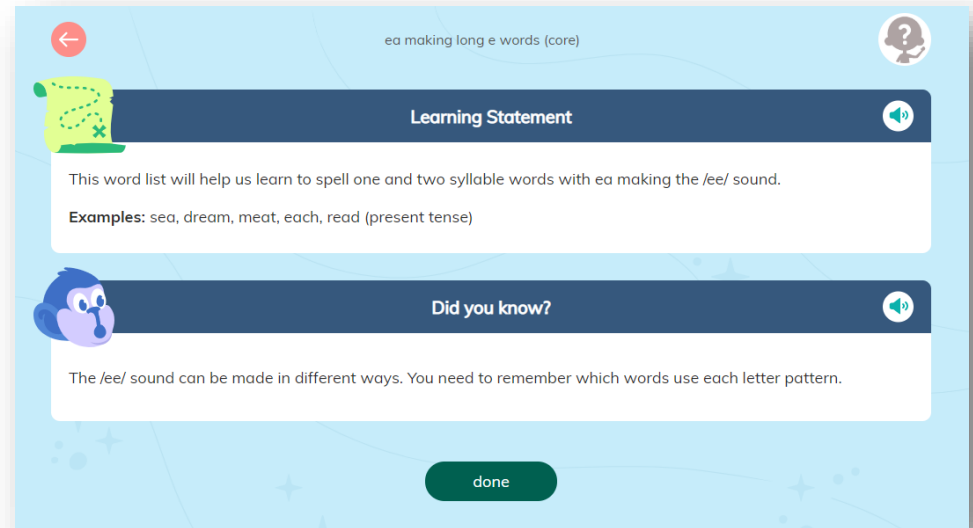 ea making long e words (core)
?
Learning Statement
This word list will help us learn to spell one and two syllable words with ea making the /ee/ sound.
Examples: sea, dream, meat, each, read (present tense)
Did you know?
The /ee/ sound can be made in different ways. You need to remember which words use each letter pattern.
done